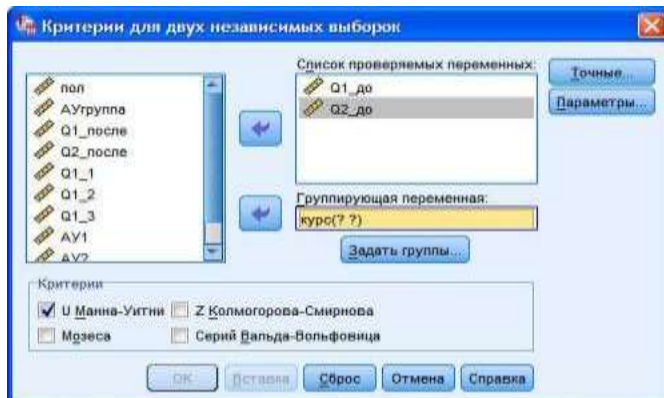 Критерии для двух независимых выборок
Список проверяемых переменных:
пол
АУгруппа
Q1_после
Q2_после
Q1_1
Q1_2
Q1_3
АУ1
АУ2
Q1_до
Q2_до
Точные...
Параметры...
Группирующая переменная:
курс(? ?)
Задать группы...
Критерии
U Манна-Уитни
Z Колмогорова-Смирнова
Мозеса
Серий Вальда-Вольфовица
OK
Вставка
Сброс
Отмена
Справка